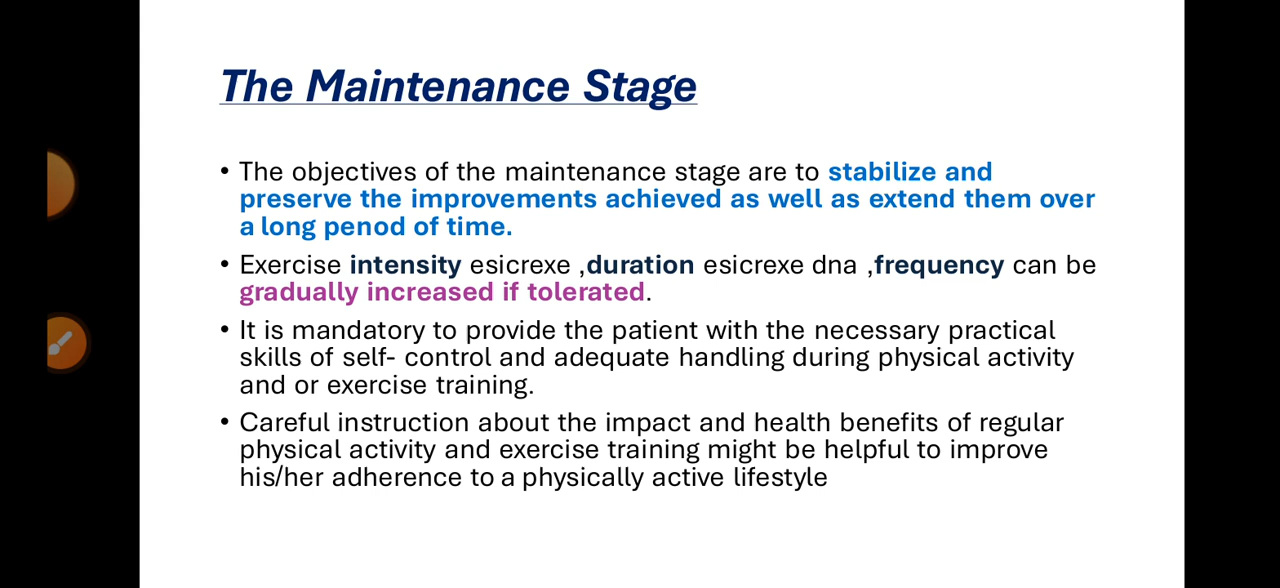 The Maintenance Stage
• The objectives of the maintenance stage are to stabilize and
preserve the improvements achieved as well as extend them over
a long penod of time.
• Exercise intensity esicrexe ,duration esicrexe dna ,frequency can be
gradually increased if tolerated.
• It is mandatory to provide the patient with the necessary practical
skills of self- control and adequate handling during physical activity
and or exercise training.
• Careful instruction about the impact and health benefits of regular
physical activity and exercise training might be helpful to improve
his/her adherence to a physically active lifestyle